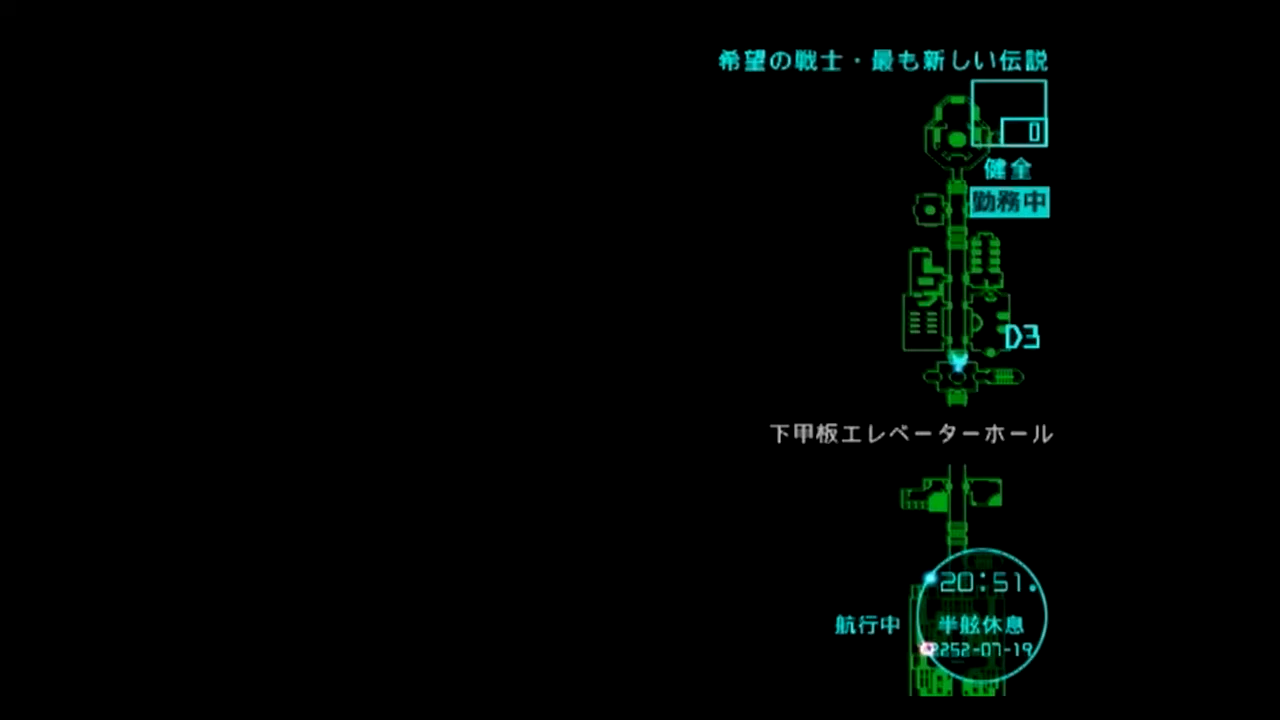 希望の戦士・最も新しい伝説
0
健全
勤務中
D3
下甲板エレベーターホール
20:51
航行中
半舷休息
2252-07-19